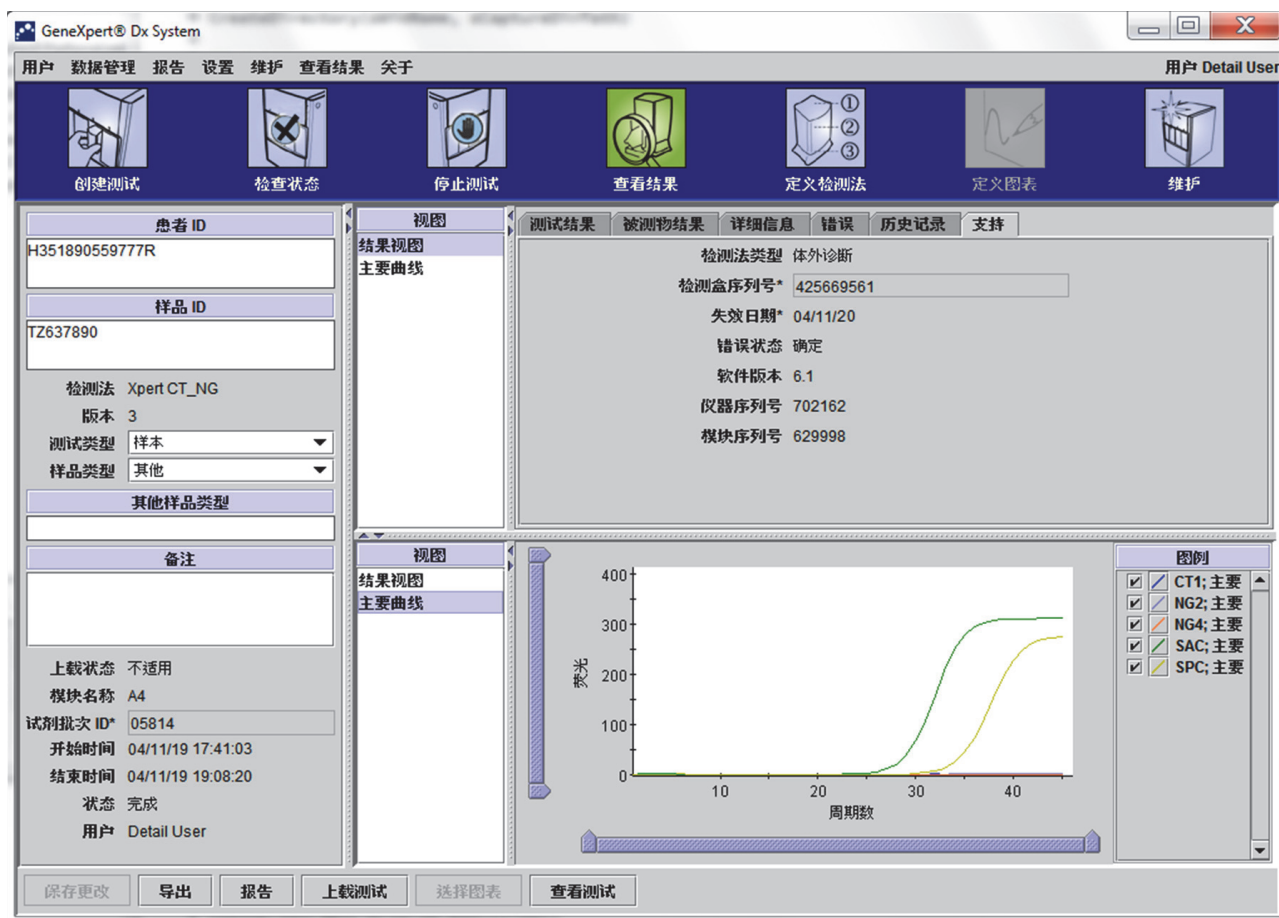 GeneXpert® Dx System
用户 数据管理 报告 设置 维护 查看结果 关于
用户 Detail User
创建测试 检查状态 停止测试 查看结果 定义检测法 定义图表 维护
患者 ID
H351890559777R
样品 ID
TZ637890
检测法 Xpert CT_NG
版本 3
测试类型 样本
样品类型 其他
其他样品类型
备注
上载状态 不适用
模块名称 A4
试剂批次 ID* 05814
开始时间 04/11/19 17:41:03
结束时间 04/11/19 19:08:20
状态 完成
用户 Detail User
视图
结果视图
主要曲线
测试结果 被测物结果 详细信息 错误 历史记录 支持
检测法类型 体外诊断
检测盒序列号* 425669561
失效日期* 04/11/20
错误状态 确定
软件版本 6.1
仪器序列号 702162
模块序列号 629998
视图
结果视图
主要曲线
荧光
400
300
200
100
0
10 20 30 40
周期数
图例
CT1; 主要
NG2; 主要
NG4; 主要
SAC; 主要
SPC; 主要
保存更改 导出 报告 上载测试 选择图表 查看测试